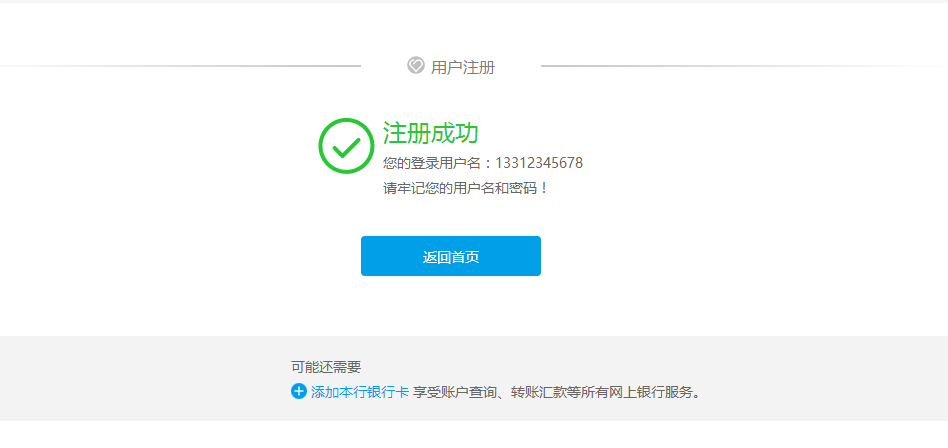 用户注册
注册成功
您的登录用户名：13312345678
请牢记您的用户名和密码！
返回首页
可能还需要
添加本行银行卡 享受账户查询、转账汇款等所有网上银行服务。